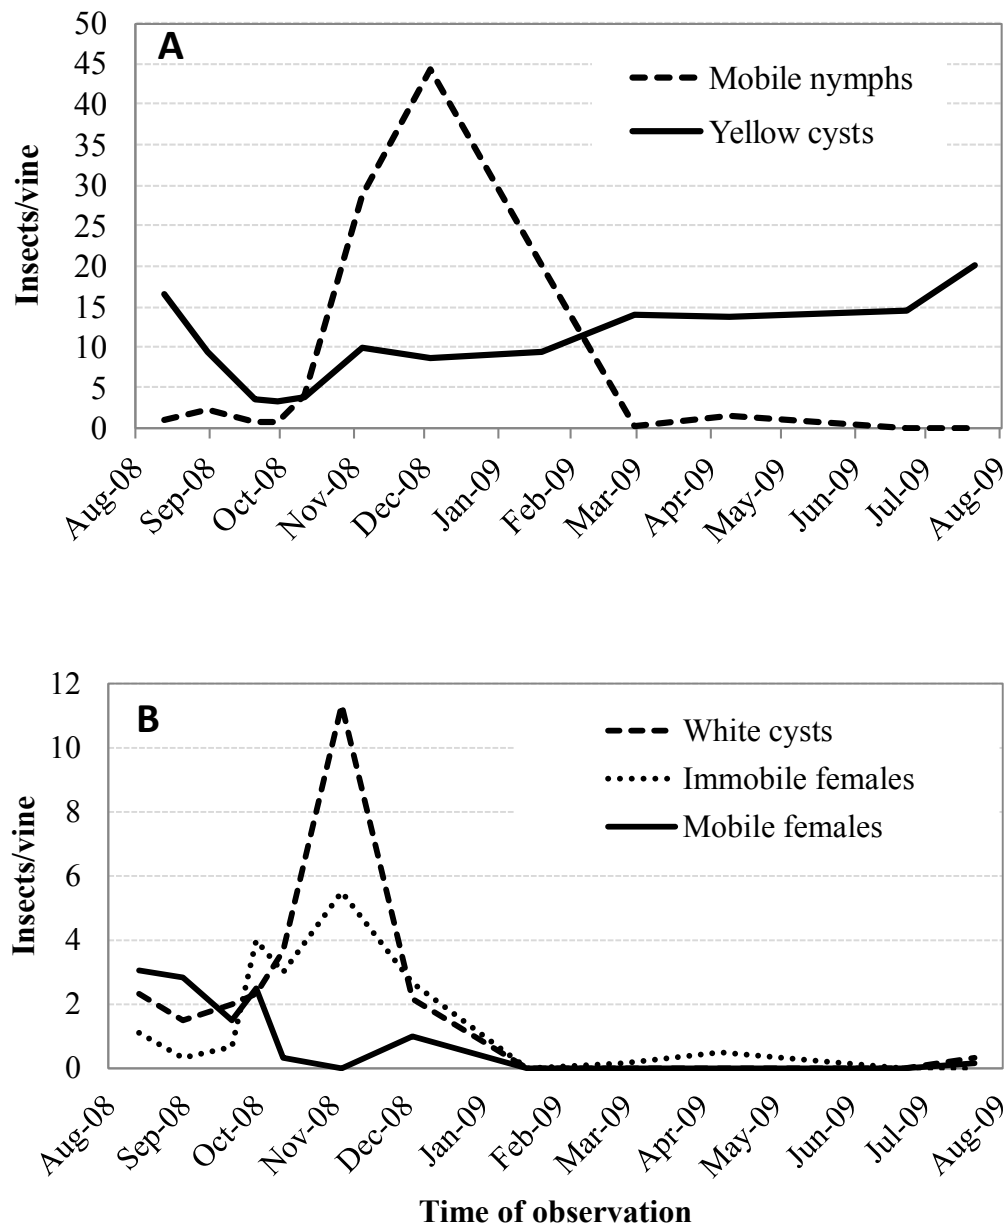 A
Mobile nymphs
Yellow cysts
Insects/vine
50
45
40
35
30
25
20
15
10
5
0
Aug-08
Sep-08
Oct-08
Nov-08
Dec-08
Jan-09
Feb-09
Mar-09
Apr-09
May-09
Jun-09
Jul-09
Aug-09
B
White cysts
Immobile females
Mobile females
Insects/vine
12
10
8
6
4
2
0
Aug-08
Sep-08
Oct-08
Nov-08
Dec-08
Jan-09
Feb-09
Mar-09
Apr-09
May-09
Jun-09
Jul-09
Aug-09
Time of observation